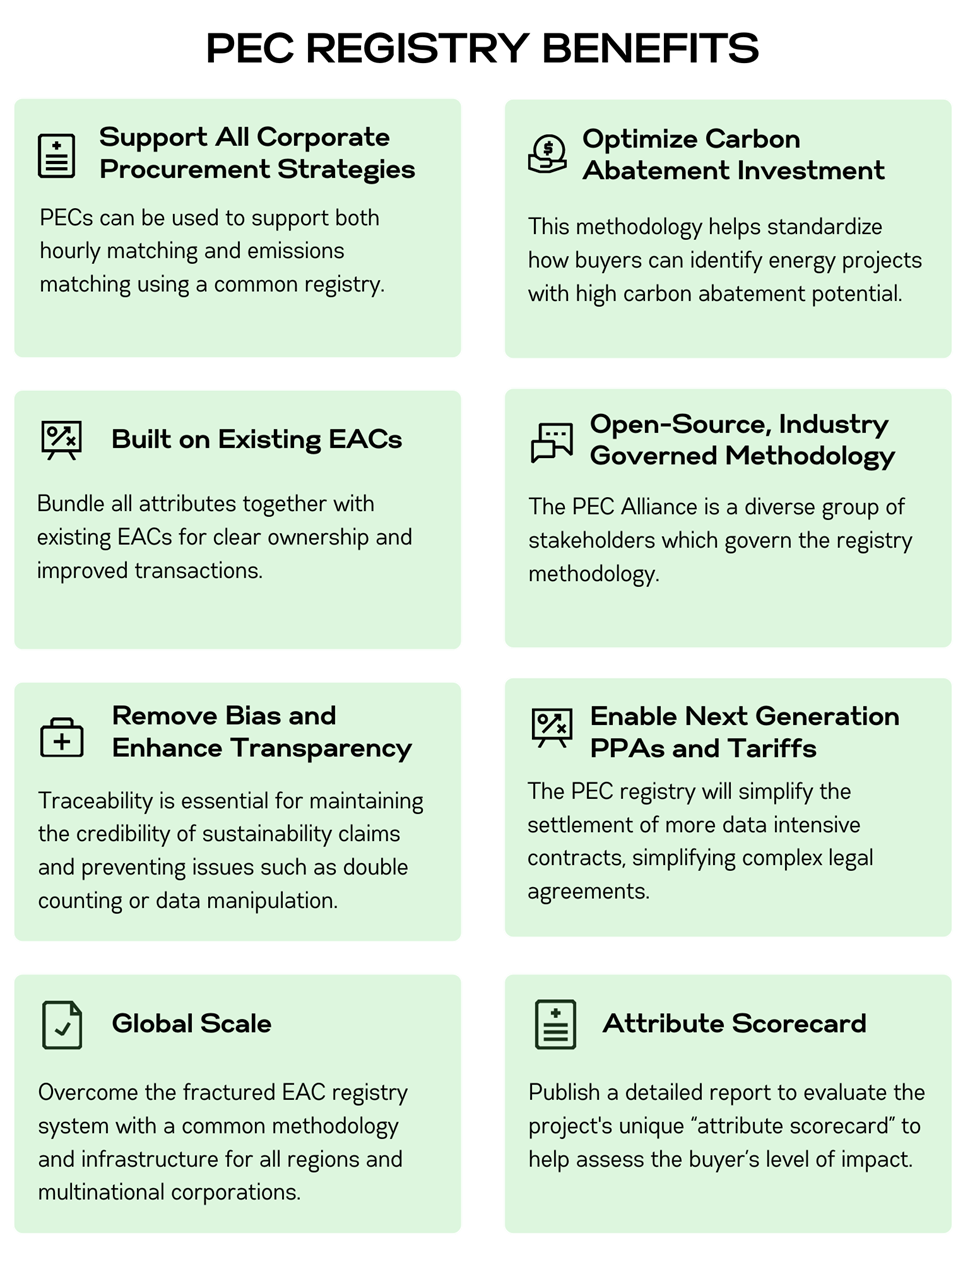 PEC REGISTRY BENEFITS
Support All Corporate
Procurement Strategies
PECs can be used to support both
hourly matching and emissions
matching using a common registry.
Optimize Carbon
Abatement Investment
This methodology helps standardize
how buyers can identify energy projects
with high carbon abatement potential.
Built on Existing EACs
Bundle all attributes together with
existing EACs for clear ownership and
improved transactions.
Open-Source, Industry
Governed Methodology
The PEC Alliance is a diverse group of
stakeholders which govern the registry
methodology.
Remove Bias and
Enhance Transparency
Traceability is essential for maintaining
the credibility of sustainability claims
and preventing issues such as double
counting or data manipulation.
Enable Next Generation
PPAs and Tariffs
The PEC registry will simplify the
settlement of more data intensive
contracts, simplifying complex legal
agreements.
Global Scale
Overcome the fractured EAC registry
system with a common methodology
and infrastructure for all regions and
multinational corporations.
Attribute Scorecard
Publish a detailed report to evaluate the
project's unique “attribute scorecard” to
help assess the buyer’s level of impact.